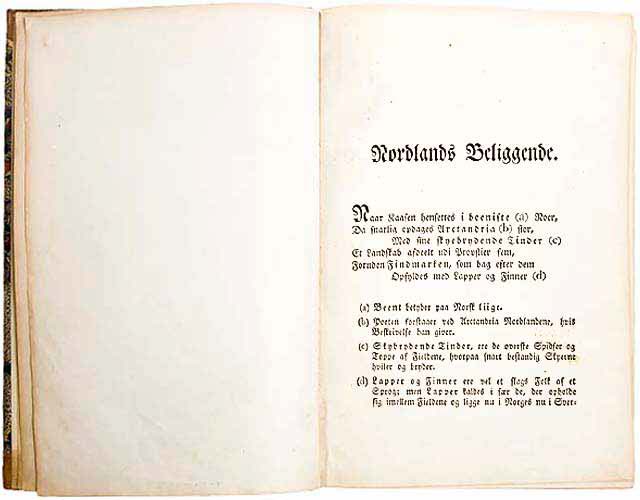 Nordlands Beliggende.
Naar Kaasen hensettes i beeniste (a) Noer,
Da snarlig opdages Arctandria (b) stor,
Med sine skyebrydende Tinder (c)
Et Landskab afdeelt udi Provstier fem,
Foruden Findmarken, som bag efter dem
Opfyldes med Lapper og Finner (d)
(a) Beent betyder paa Norsk liige.
(b) Poeten forstaaer ved Arctandria Nordlandene, hvis
Beskrivelse han giver.
(c) Skybrydende Tinder, ere de øverste Spidser og
Toppe af Fieldene, hvorpaa snart bestandig Skyerne
hviler og bryder.
(d) Lapper og Finner ere vel et slags Folk af et
Sprog; men Lapper kaldes i sær de, der opholde
sig imellem Fieldene og ligge nu i Norges nu i Sver-